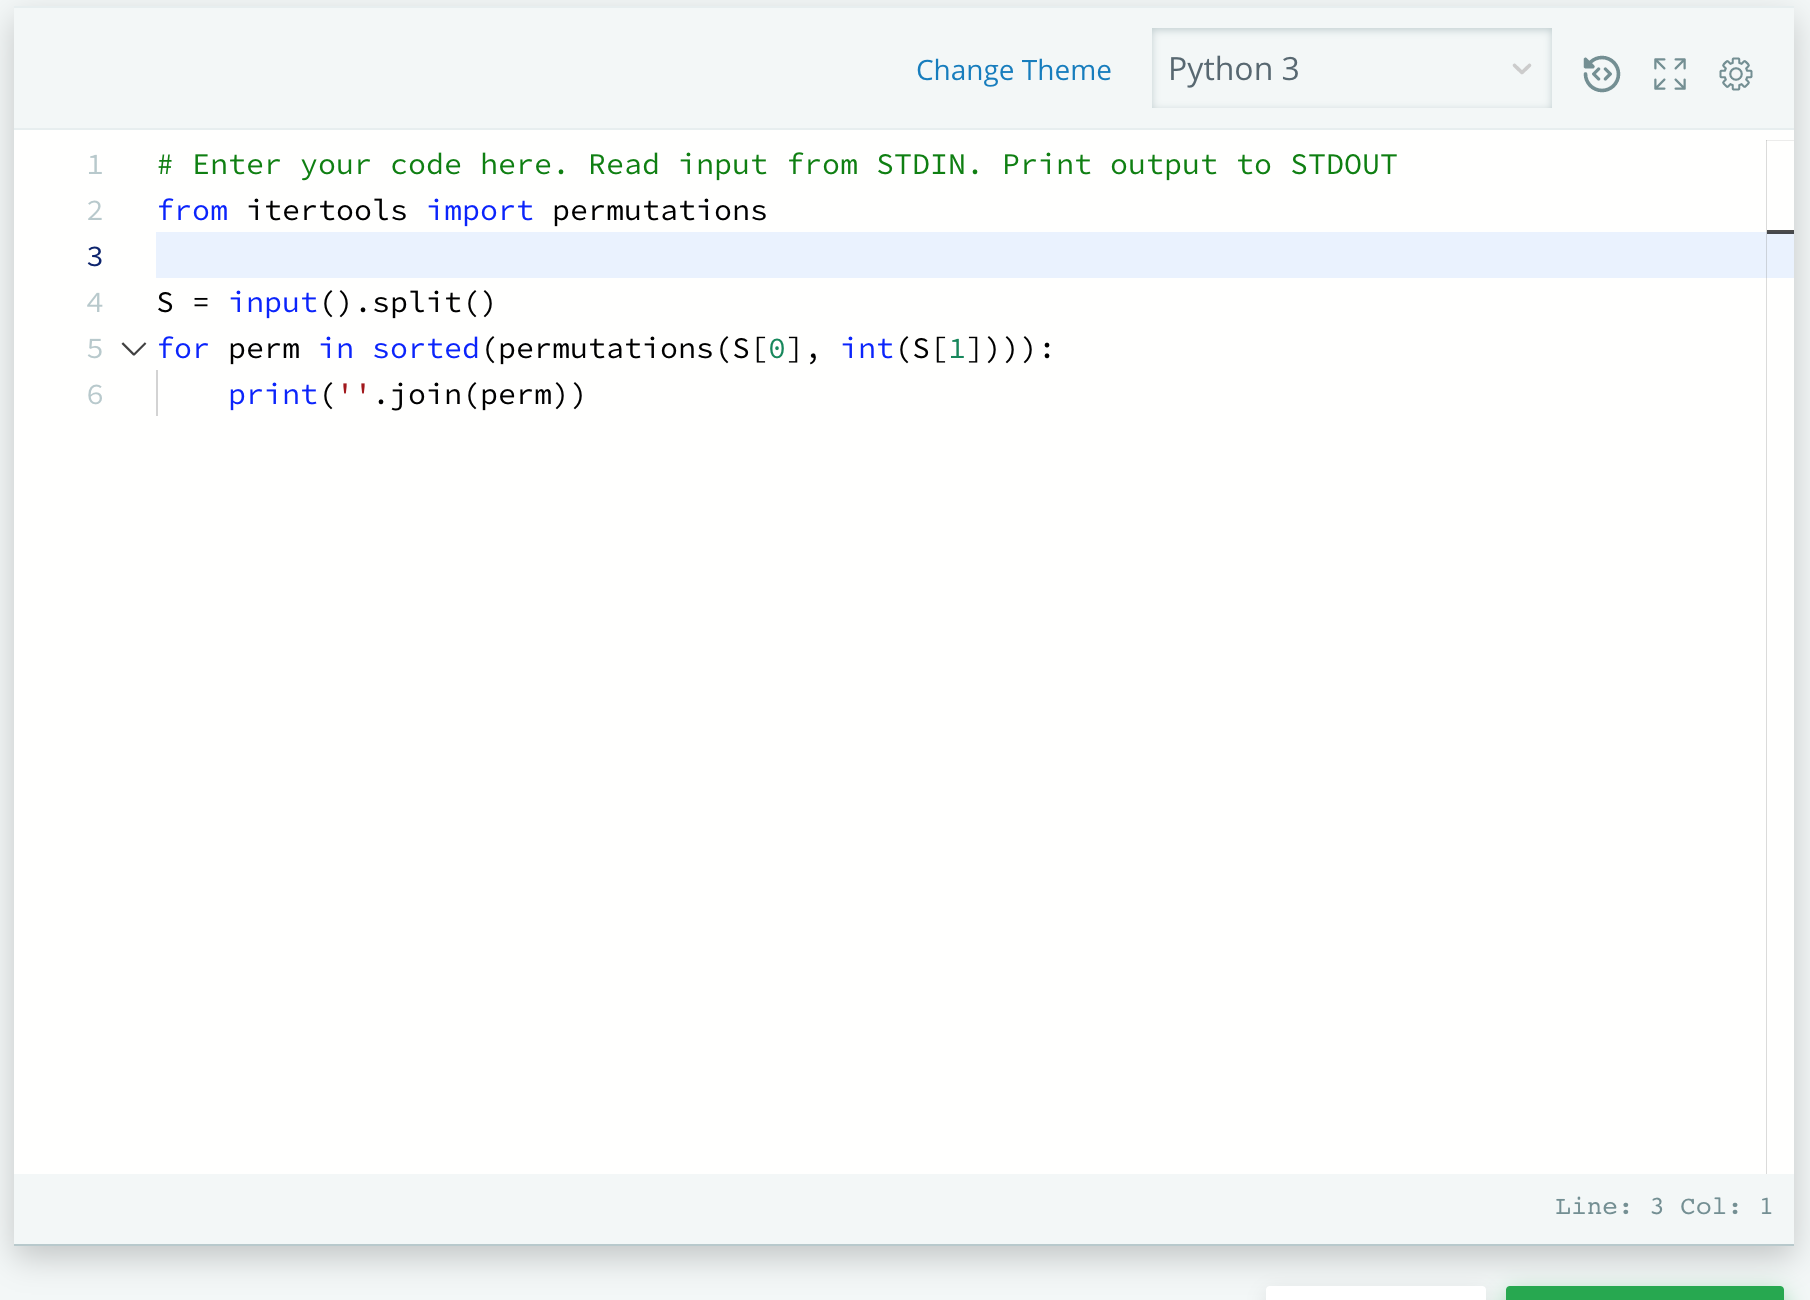 Change Theme
Python 3
1 # Enter your code here. Read input from STDIN. Print output to STDOUT
2 from itertools import permutations
3
4 S = input().split()
5 for perm in sorted(permutations(S[0], int(S[1]))):
6     print(''.join(perm))
Line: 3 Col: 1